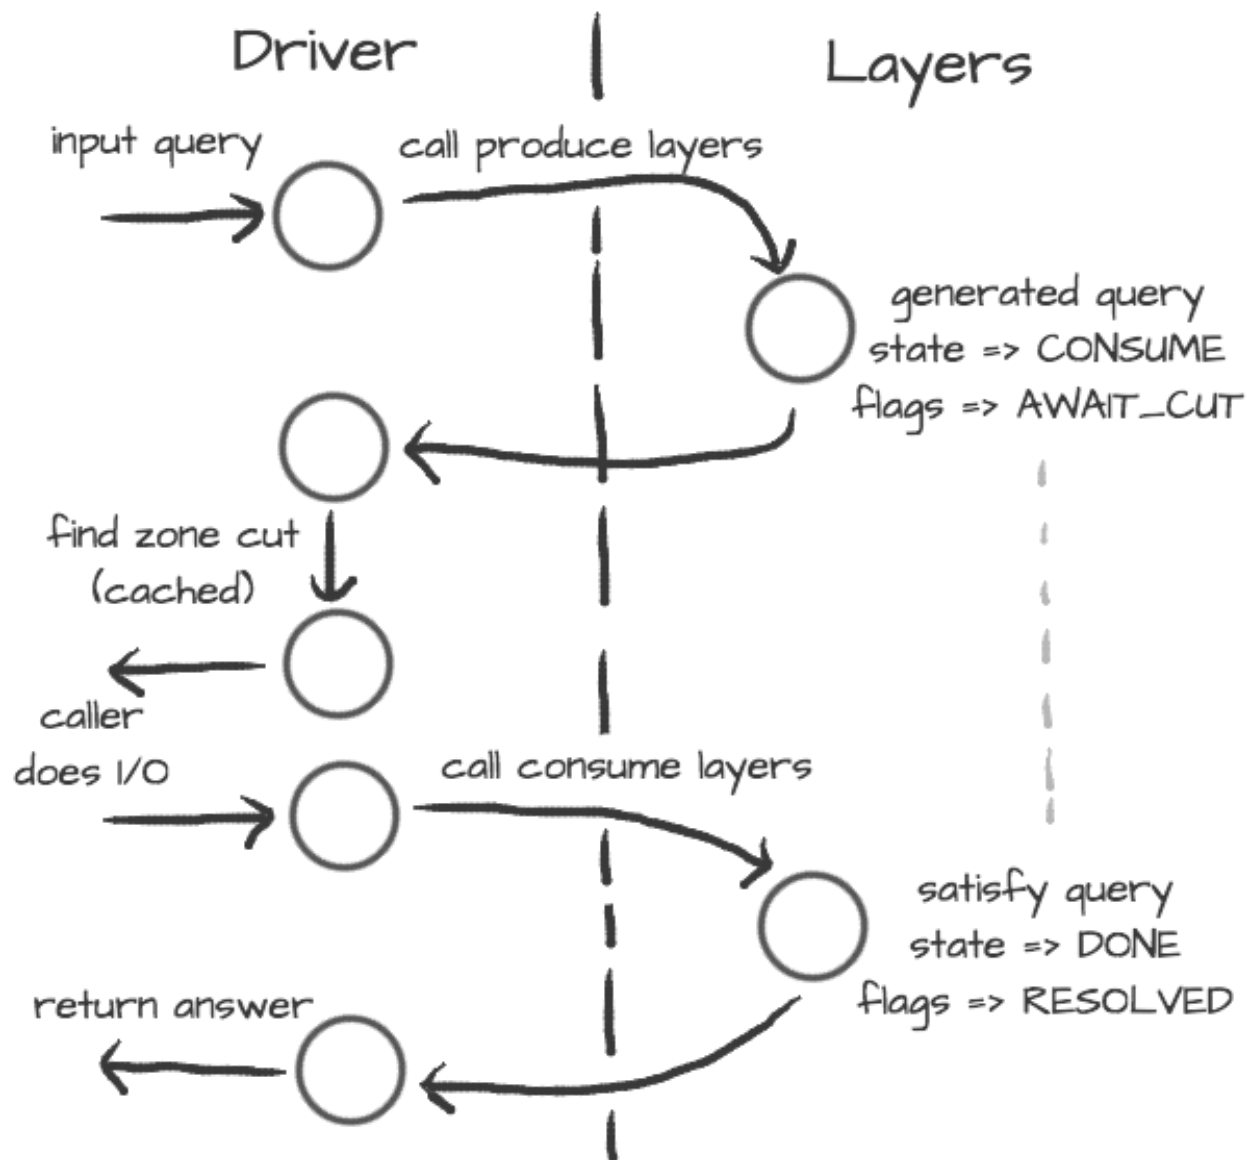 Driver
Layers
input query
call produce layers
generated query
state => CONSUME
flags => AWAIT_CUT
find zone cut
(cached)
caller
does I/O
call consume layers
satisfy query
state => DONE
flags => RESOLVED
return answer